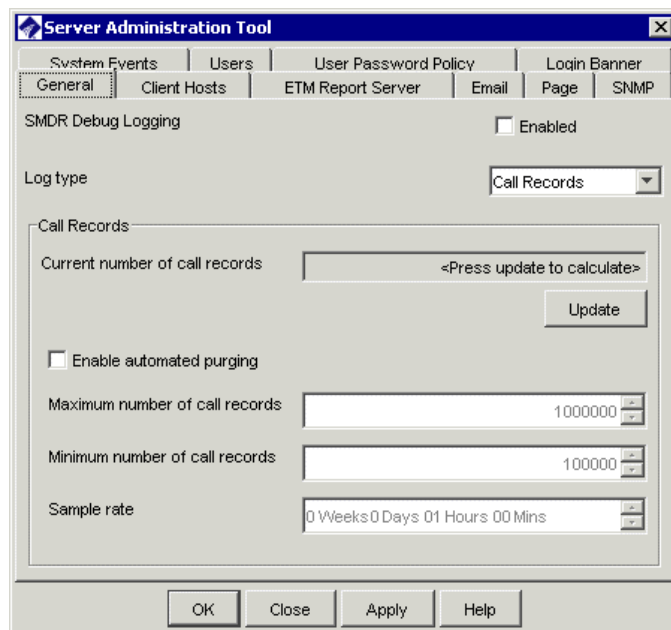 Server Administration Tool
System Events Users User Password Policy Login Banner
General Client Hosts ETM Report Server Email Page SNMP
SMDR Debug Logging Enabled
Log type Call Records
Call Records
Current number of call records <Press update to calculate>
Update
Enable automated purging
Maximum number of call records 1000000
Minimum number of call records 100000
Sample rate 0 Weeks 0 Days 01 Hours 00 Mins
OK Close Apply Help